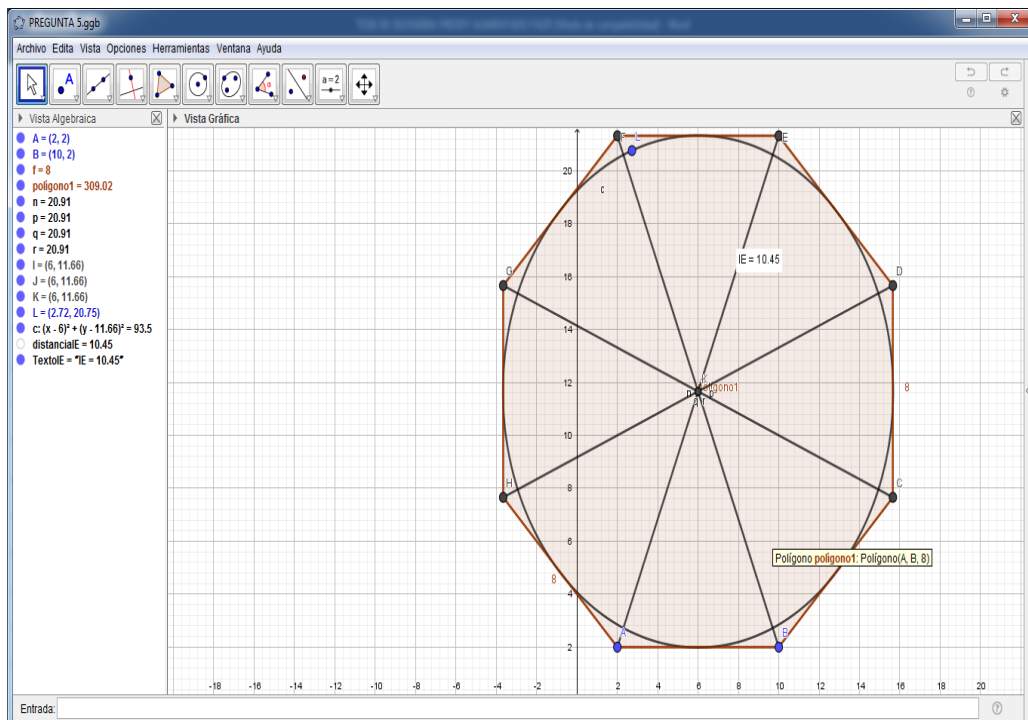 PREGUNTA 5.ggb
Archivo Edita Vista Opciones Herramientas Ventana Ayuda
A
α
a=2
Vista Algebraica
Vista Gráfica
A = (2, 2)
B = (10, 2)
f = 8
poligono1 = 309.02
n = 20.91
p = 20.91
q = 20.91
r = 20.91
I = (6, 11.66)
J = (6, 11.66)
K = (6, 11.66)
L = (2.72, 20.75)
c: (x - 6)² + (y - 11.66)² = 93.5
distanciaIE = 10.45
TextoIE = "IE = 10.45"
F
L
E
20
c
18
IE = 10.45
G
D
16
14
12
K
poligono1
n
p
q
r
8
10
H
C
8
6
Polígono poligono1: Polígono(A, B, 8)
8
4
A
B
2
-18 -16 -14 -12 -10 -8 -6 -4 -2 2 4 6 8 10 12 14 16 18 20
Entrada: